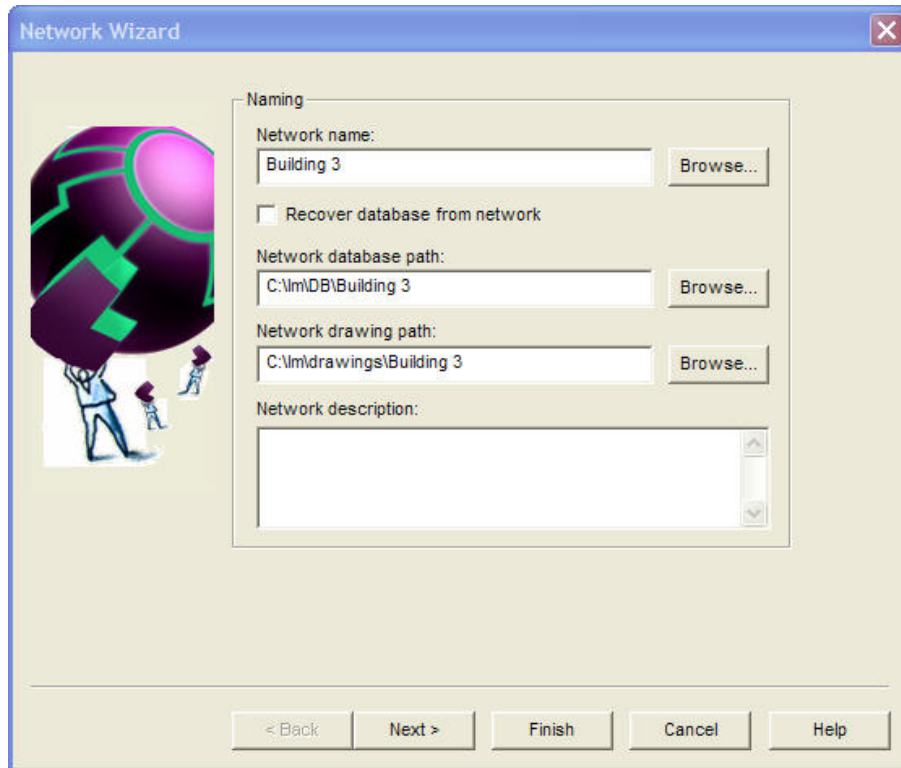 Network Wizard
Naming
Network name:
Building 3
Browse...
Recover database from network
Network database path:
C:\lm\DB\Building 3
Browse...
Network drawing path:
C:\lm\drawings\Building 3
Browse...
Network description:
< Back
Next >
Finish
Cancel
Help